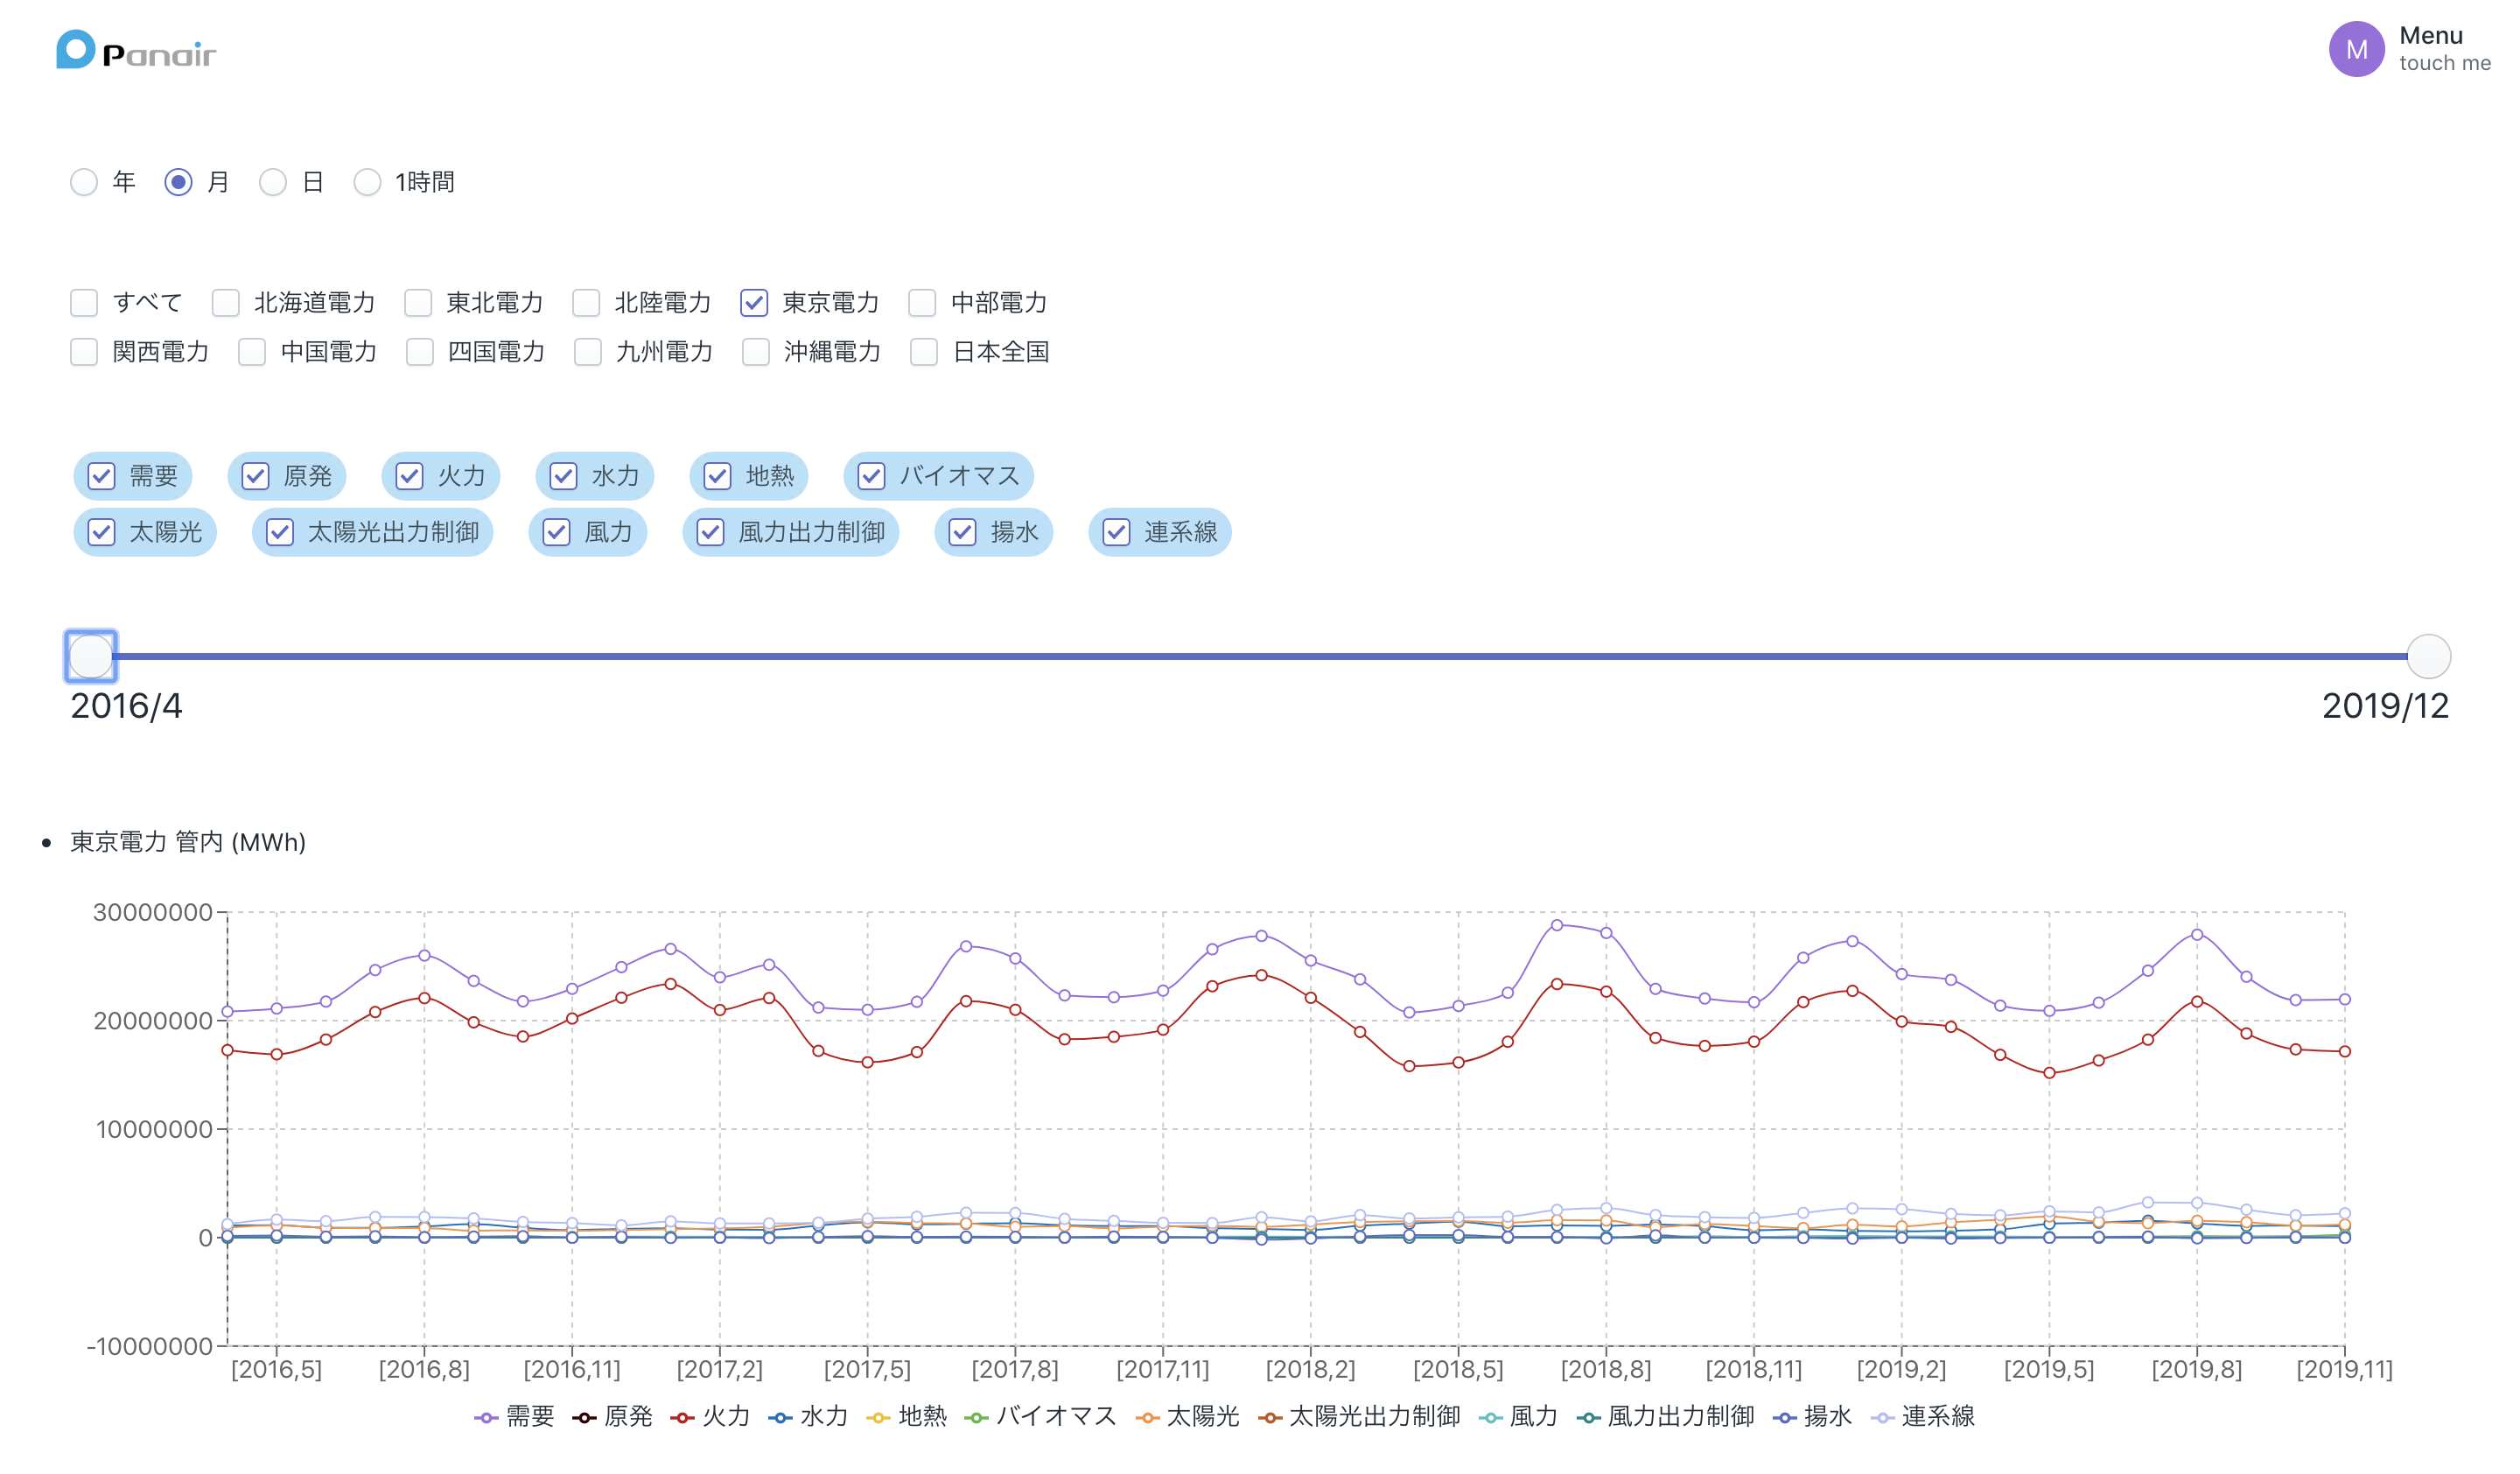 Panair
M
Menu
touch me
年 月 日 1時間
すべて 北海道電力 東北電力 北陸電力 東京電力 中部電力
関西電力 中国電力 四国電力 九州電力 沖縄電力 日本全国
需要 原発 火力 水力 地熱 バイオマス
太陽光 太陽光出力制御 風力 風力出力制御 揚水 連系線
2016/4 2019/12
東京電力 管内 (MWh)
30000000
20000000
10000000
0
-10000000
[2016,5] [2016,8] [2016,11] [2017,2] [2017,5] [2017,8] [2017,11] [2018,2] [2018,5] [2018,8] [2018,11] [2019,2] [2019,5] [2019,8] [2019,11]
需要 原発 火力 水力 地熱 バイオマス 太陽光 太陽光出力制御 風力 風力出力制御 揚水 連系線